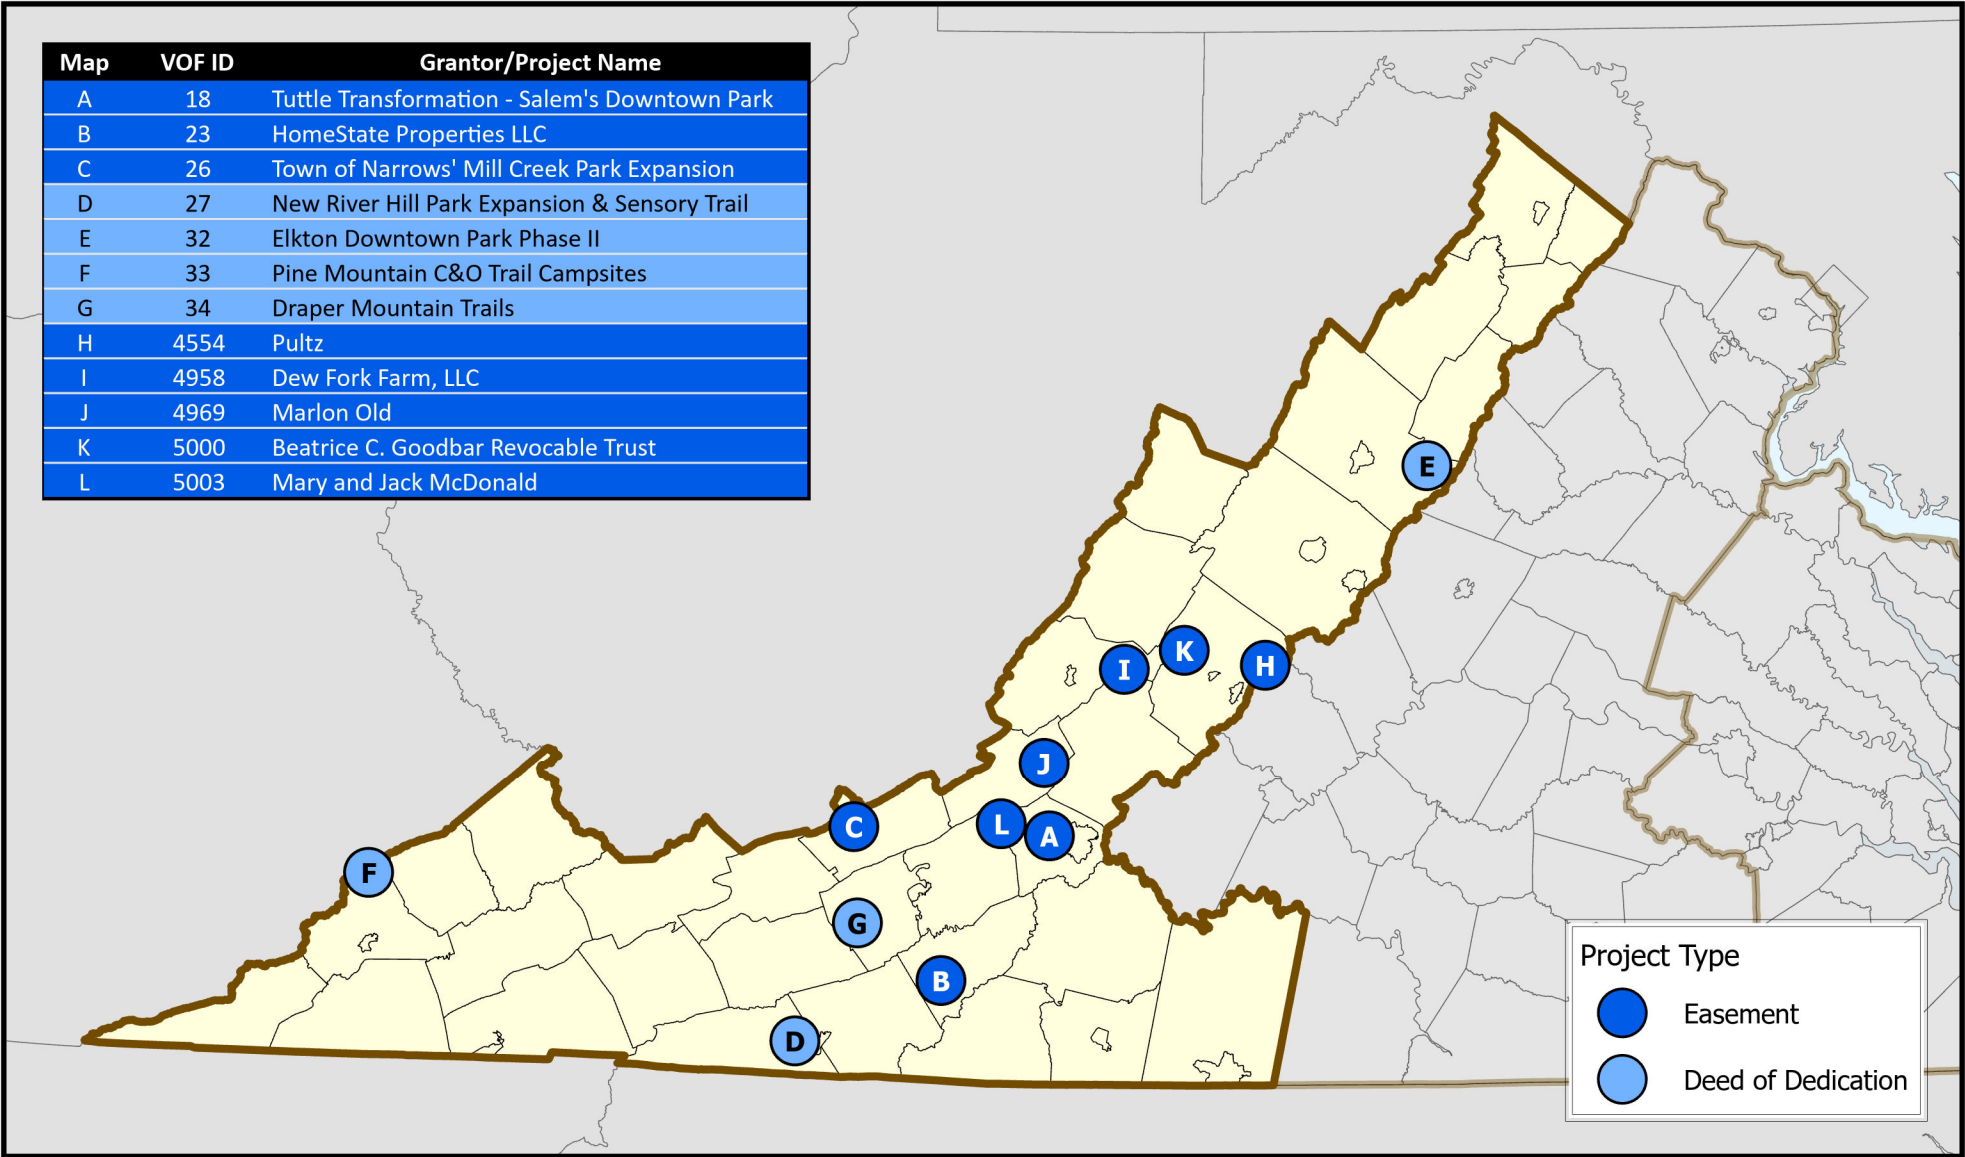 Map VOF ID Grantor/Project Name
A 18 Tuttle Transformation - Salem's Downtown Park
B 23 HomeState Properties LLC
C 26 Town of Narrows' Mill Creek Park Expansion
D 27 New River Hill Park Expansion & Sensory Trail
E 32 Elkton Downtown Park Phase II
F 33 Pine Mountain C&O Trail Campsites
G 34 Draper Mountain Trails
H 4554 Pultz
I 4958 Dew Fork Farm, LLC
J 4969 Marlon Old
K 5000 Beatrice C. Goodbar Revocable Trust
L 5003 Mary and Jack McDonald
E
K
H
I
J
L
A
C
F
G
B
D
Project Type
Easement
Deed of Dedication